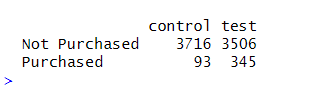 control test
Not Purchased 3716 3506
Purchased 93 345
>